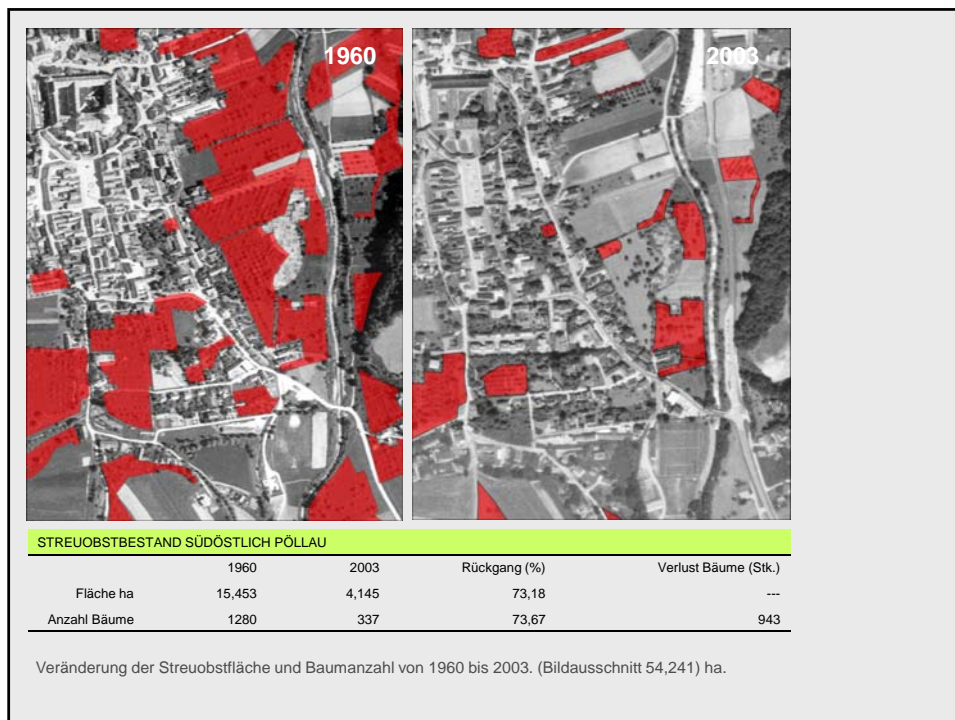 1960
2003
STREUOBSTBESTAND SÜDÖSTLICH PÖLLAU
1960 2003 Rückgang (%) Verlust Bäume (Stk.)
Fläche ha 15,453 4,145 73,18 ---
Anzahl Bäume 1280 337 73,67 943
Veränderung der Streuobstfläche und Baumanzahl von 1960 bis 2003. (Bildausschnitt 54,241) ha.